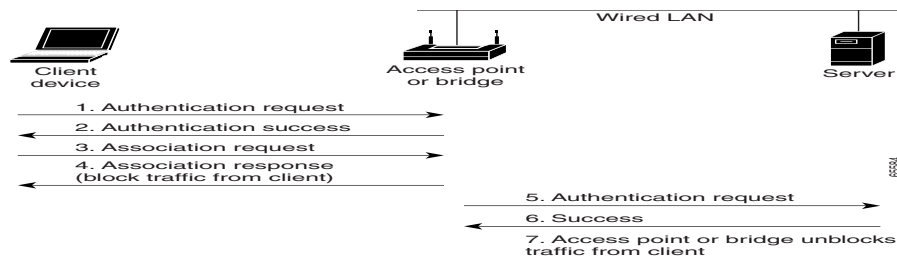 Wired LAN
Client
device
Access point
or bridge
Server
1. Authentication request
2. Authentication success
3. Association request
4. Association response
(block traffic from client)
65584
5. Authentication request
6. Success
7. Access point or bridge unblocks
traffic from client